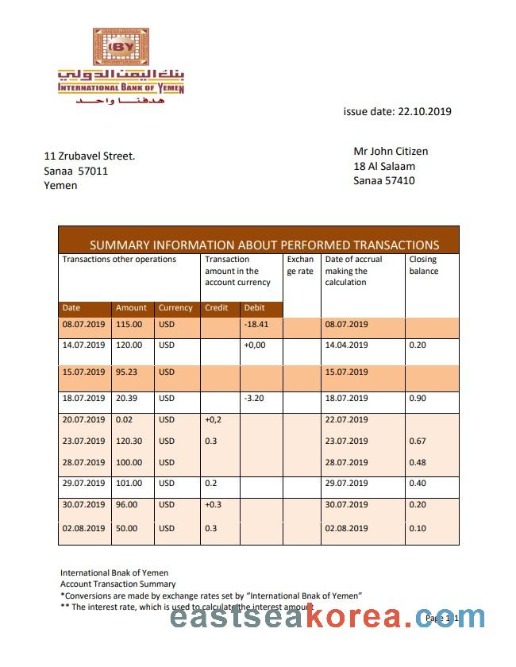 IBY
بنك اليمن الدولي
INTERNATIONAL BANK OF YEMEN
هدفنا واحد
issue date: 22.10.2019
11 Zrubavel Street.
Sanaa 57011
Yemen
Mr John Citizen
18 Al Salaam
Sanaa 57410
SUMMARY INFORMATION ABOUT PERFORMED TRANSACTIONS
Transactions other operations
Transaction
amount in the
account currency
Exchan
ge rate
Date of accrual
making the
calculation
Closing
balance
Date Amount Currency Credit Debit
08.07.2019 115.00 USD -18.41 08.07.2019
14.07.2019 120.00 USD +0,00 14.04.2019 0.20
15.07.2019 95.23 USD 15.07.2019
18.07.2019 20.39 USD -3.20 18.07.2019 0.90
20.07.2019 0.02 USD +0,2 22.07.2019
23.07.2019 120.30 USD 0.3 23.07.2019 0.67
28.07.2019 100.00 USD 28.07.2019 0.48
29.07.2019 101.00 USD 0.2 29.07.2019 0.40
30.07.2019 96.00 USD +0.3 30.07.2019 0.20
02.08.2019 50.00 USD 0.3 02.08.2019 0.10
International Bnak of Yemen
Account Transaction Summary
*Conversions are made by exchange rates set by "International Bnak of Yemen"
** The interest rate, which is used to calculate the interest amount
Page
eastseakorea.com